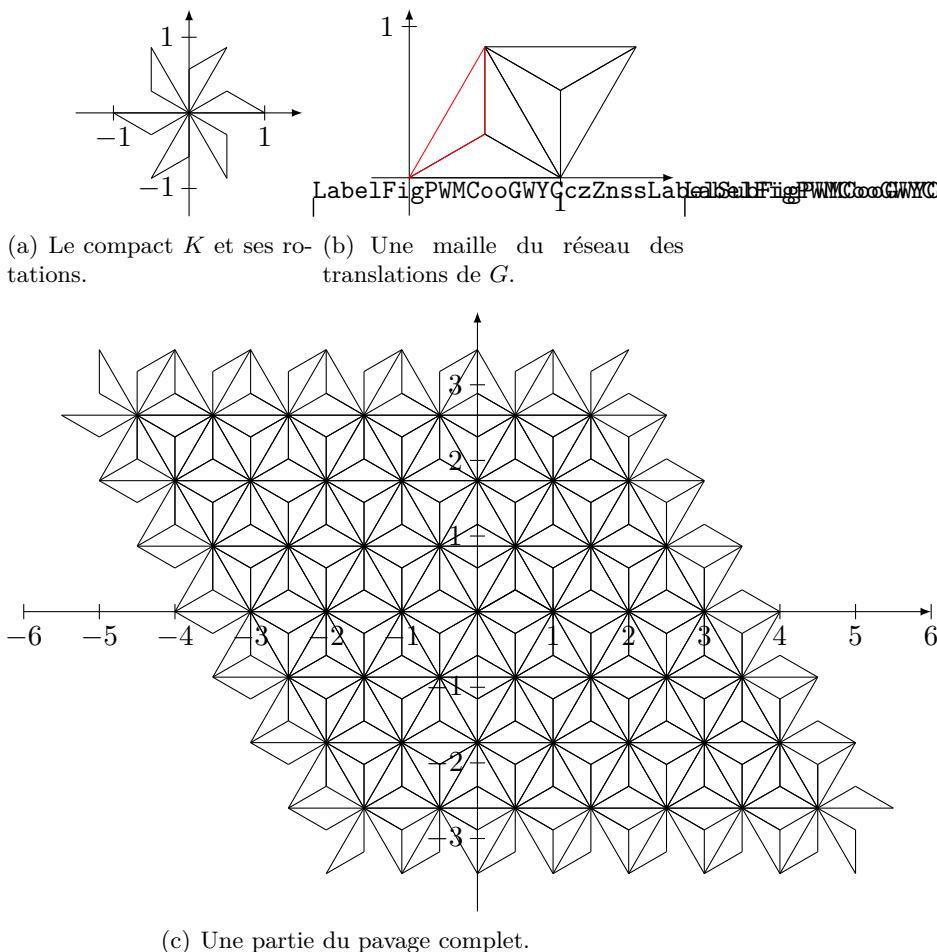 1
−1
1
−1
1
1
LabelFigPWMCooGWYCczZnssLabelSubFigPWMCooGWYC
(a) Le compact K et ses ro-
tations.
(b) Une maille du réseau des
translations de G.
3
2
1
−6 −5 −4 −3 −2 −1 1 2 3 4 5 6
−1
−2
−3
(c) Une partie du pavage complet.